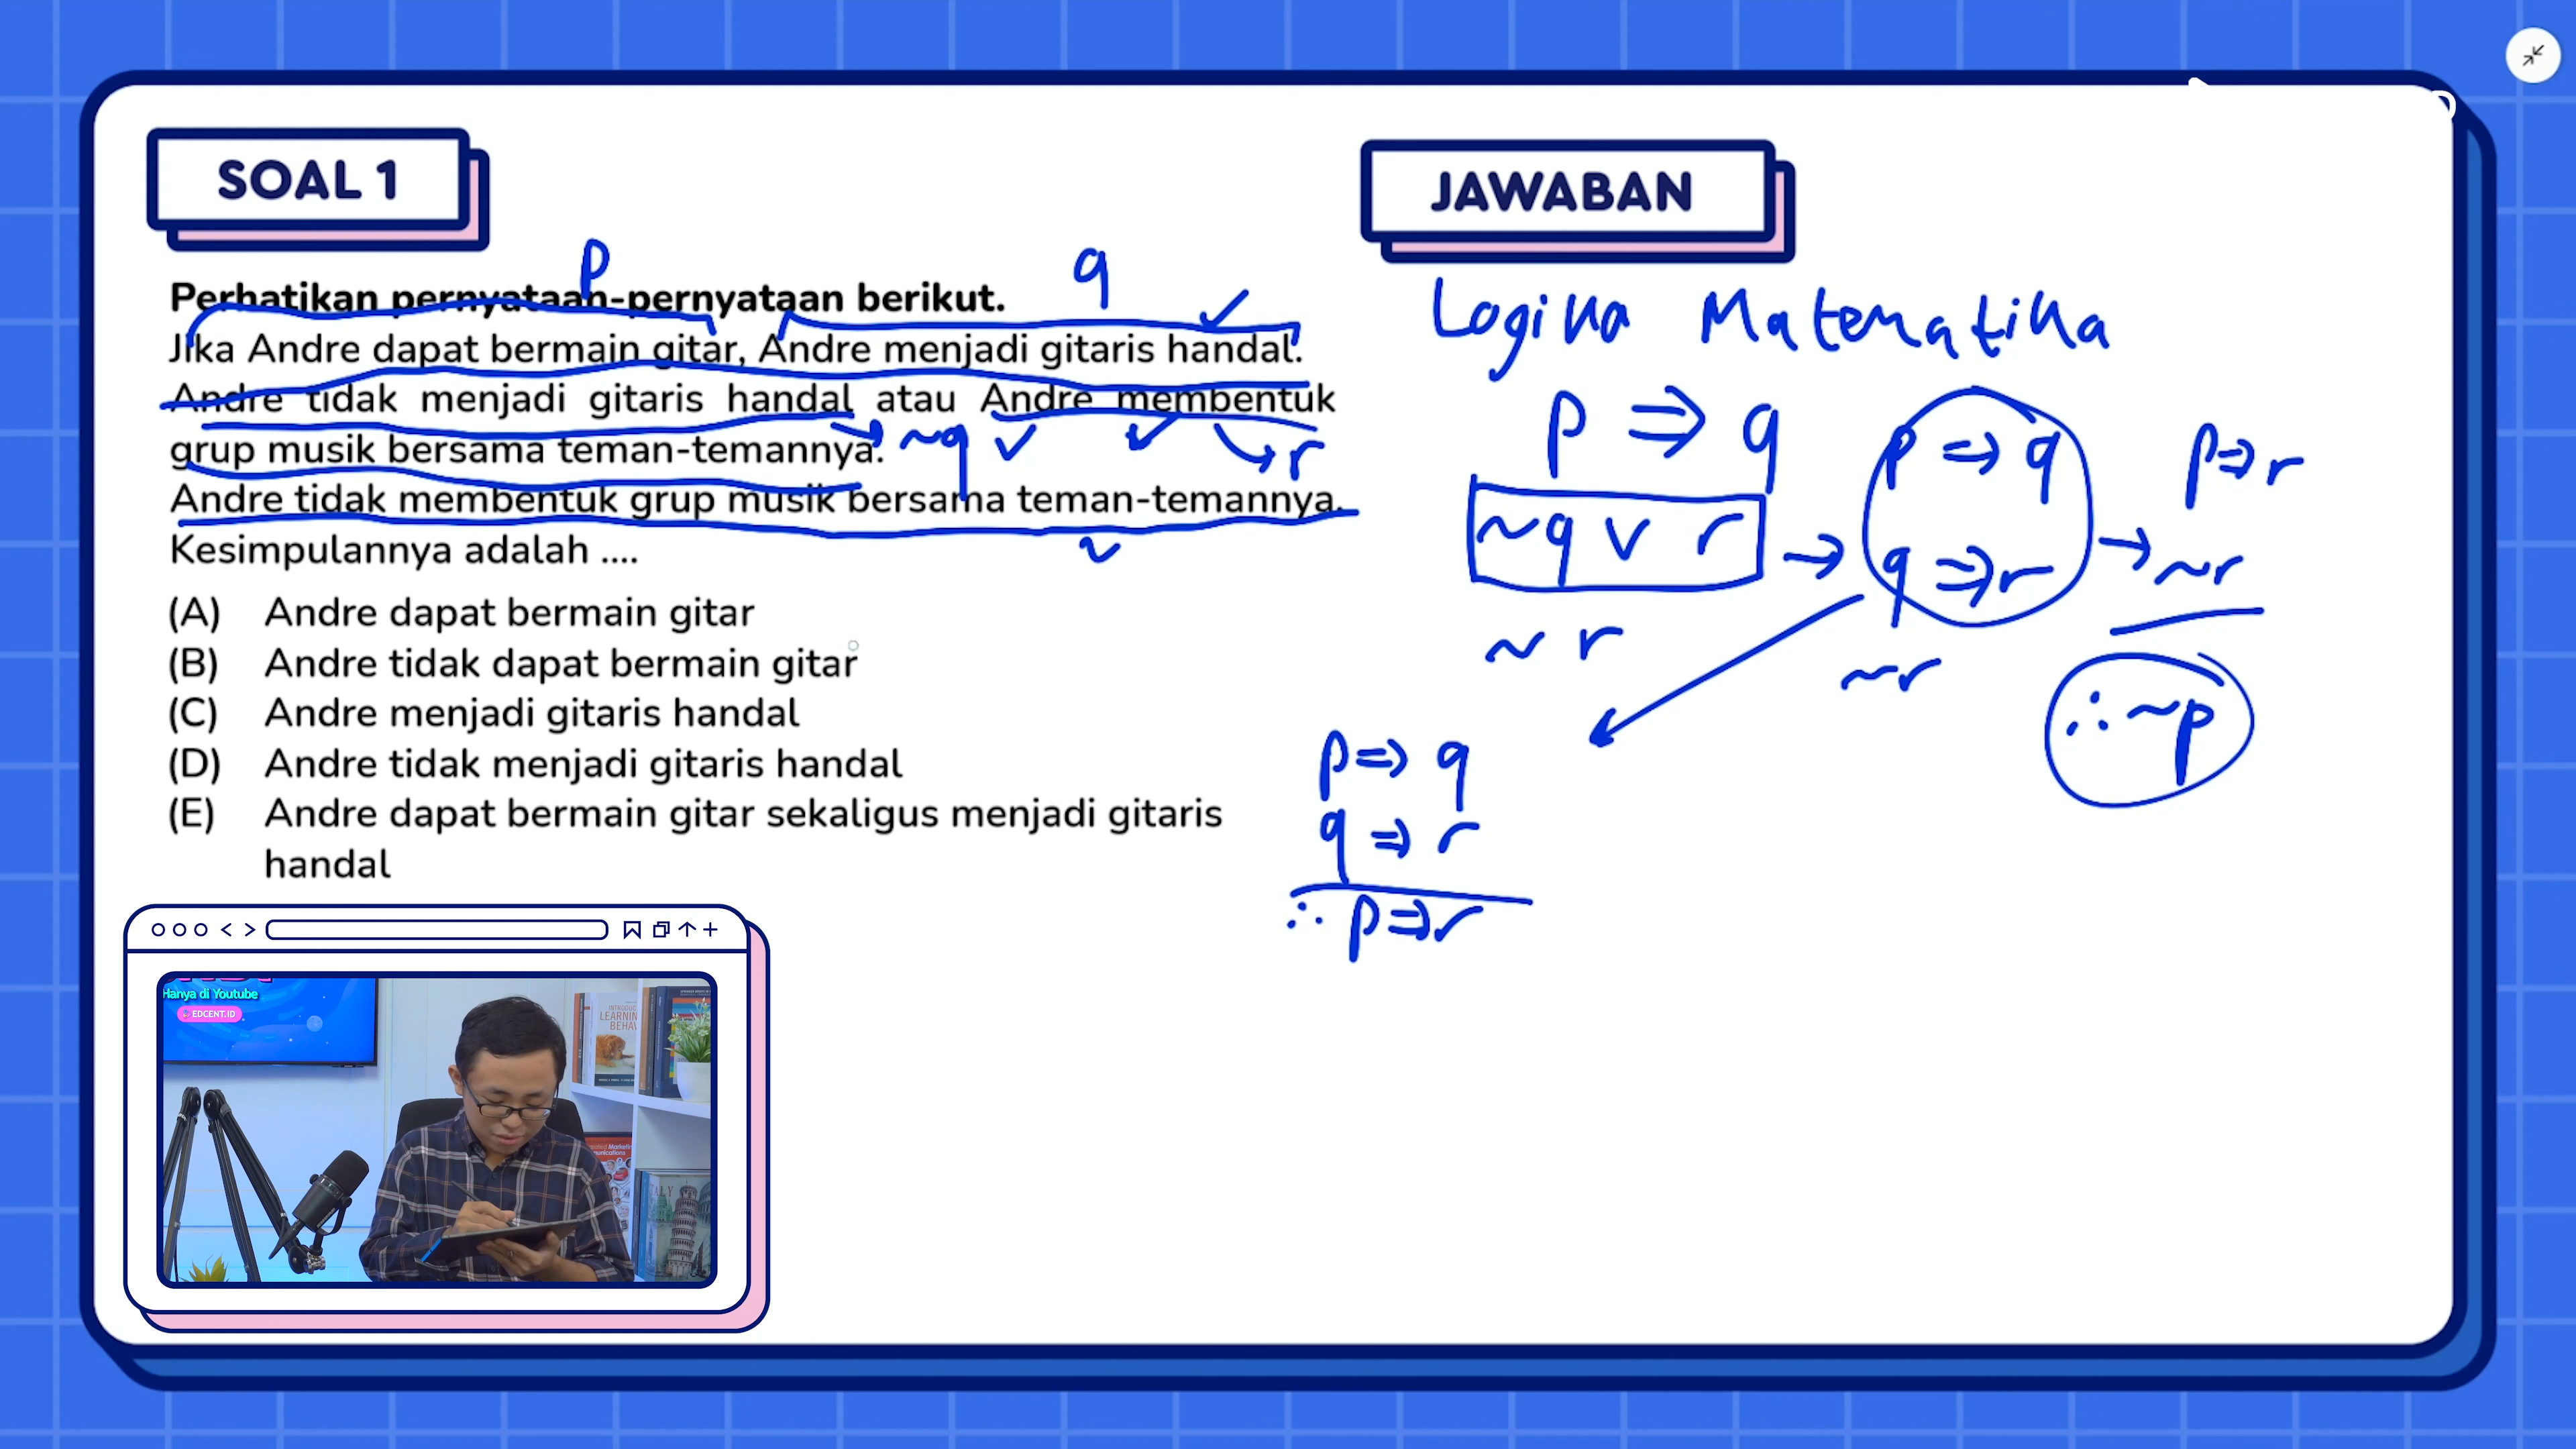 SOAL 1
p q
Perhatikan pernyataan-pernyataan berikut.
Jika Andre dapat bermain gitar, Andre menjadi gitaris handal.
Andre tidak menjadi gitaris handal atau Andre membentuk
grup musik bersama teman-temannya.
~q r
Andre tidak membentuk grup musik bersama teman-temannya.
Kesimpulannya adalah ....
(A) Andre dapat bermain gitar
(B) Andre tidak dapat bermain gitar
(C) Andre menjadi gitaris handal
(D) Andre tidak menjadi gitaris handal
(E) Andre dapat bermain gitar sekaligus menjadi gitaris
handal
JAWABAN
Logika Matematika
p ⇒ q
~q ∨ r
~r
p ⇒ q
q ⇒ r
~r
p ⇒ r
~r
∴ ~p
p ⇒ q
q ⇒ r
∴ p ⇒ r
Hanya di Youtube
EDCENT.ID
LEARNIN
BEHAV